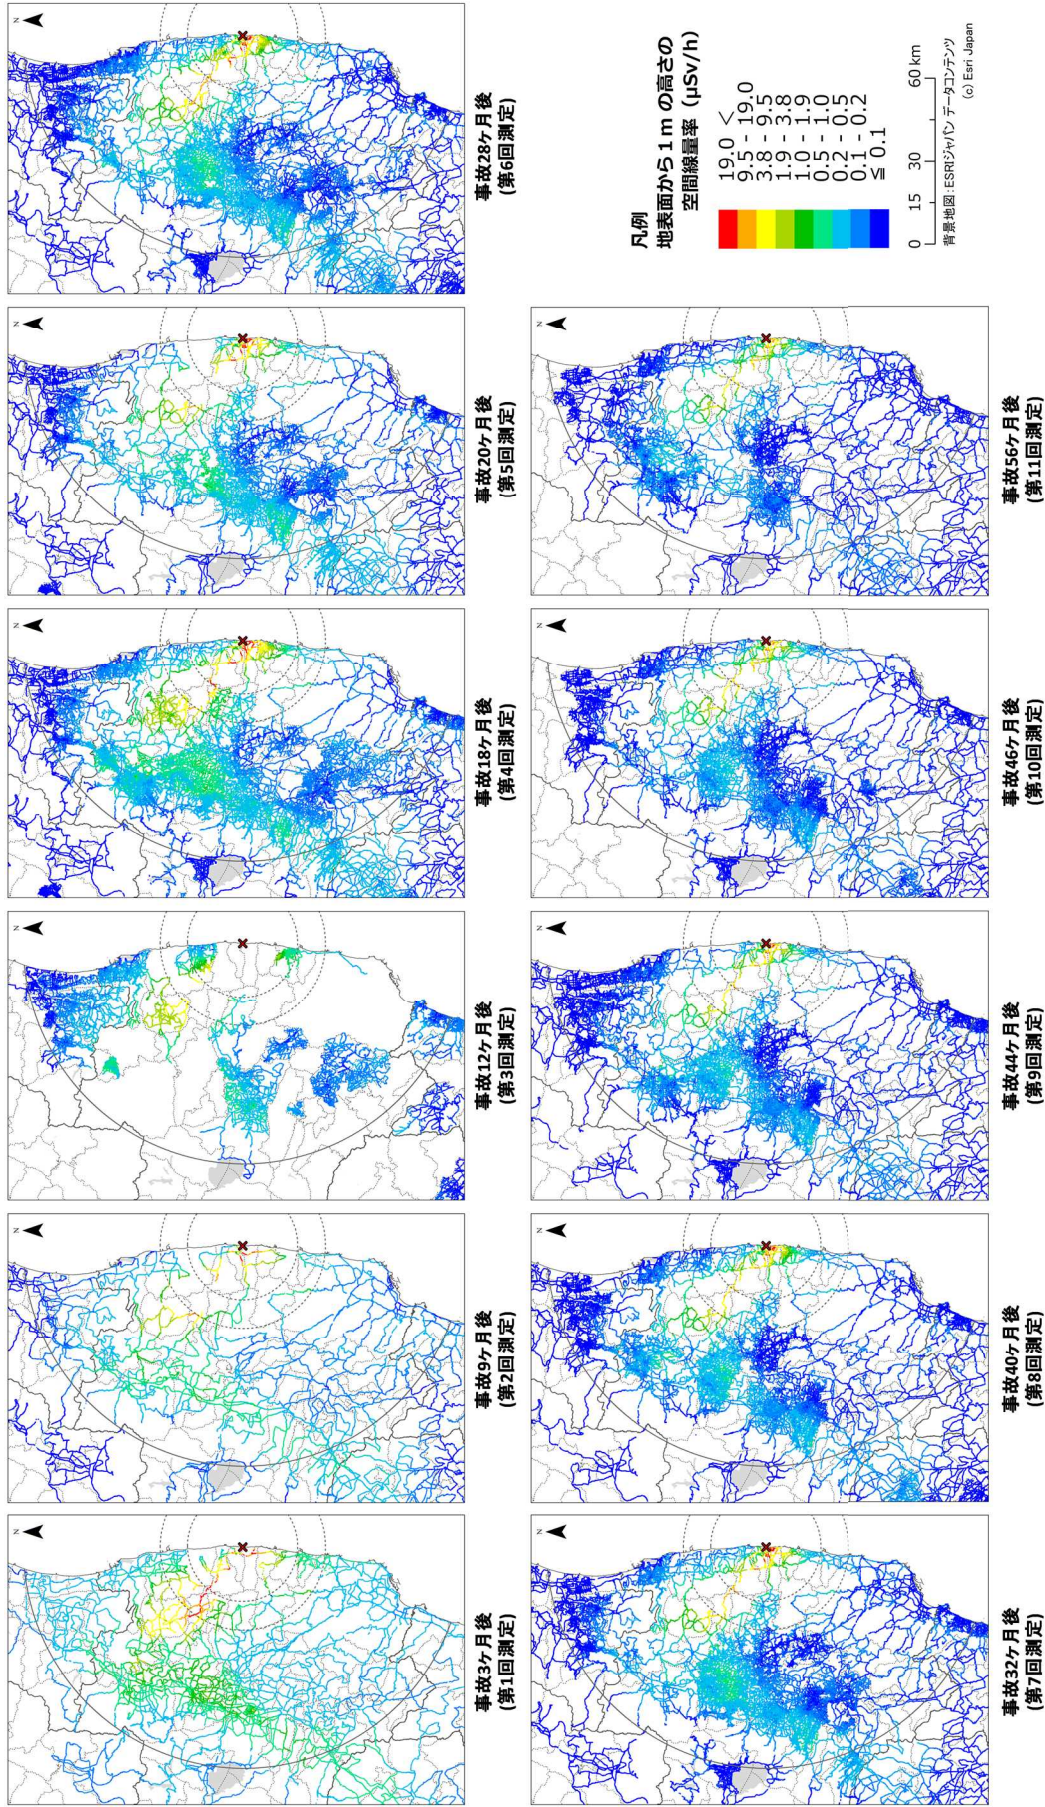 N
事故3ヶ月後
(第1回測定)
N
事故9ヶ月後
(第2回測定)
N
事故12ヶ月後
(第3回測定)
N
事故18ヶ月後
(第4回測定)
N
事故20ヶ月後
(第5回測定)
N
事故28ヶ月後
(第6回測定)
N
事故32ヶ月後
(第7回測定)
N
事故40ヶ月後
(第8回測定)
N
事故44ヶ月後
(第9回測定)
N
事故46ヶ月後
(第10回測定)
N
事故56ヶ月後
(第11回測定)
凡例
地表面から1 m の高さの
空間線量率 (μSv/h)
19.0 <
9.5 - 19.0
3.8 - 9.5
1.9 - 3.8
1.0 - 1.9
0.5 - 1.0
0.2 - 0.5
0.1 - 0.2
≦ 0.1
0 15 30 60 km
背景地図:ESRIジャパン データコンテンツ
(c) Esri Japan